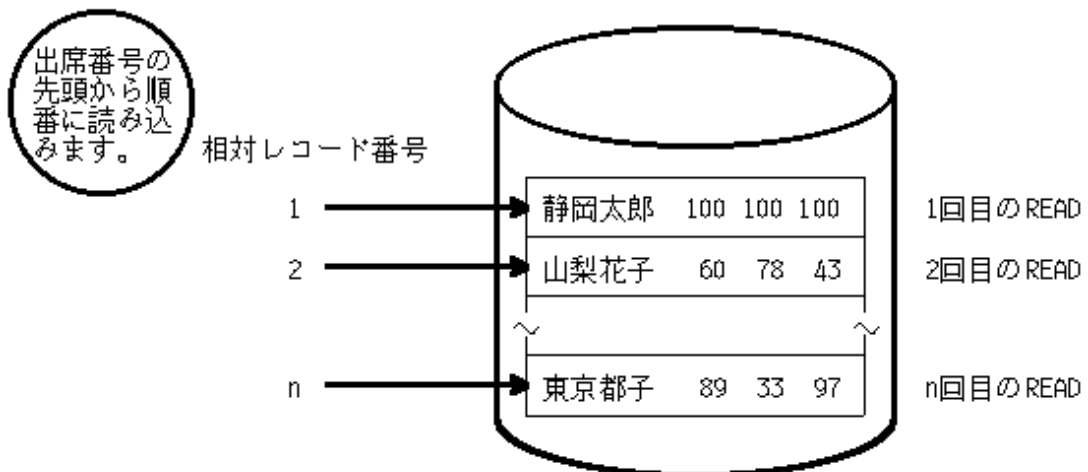 出席番号の
先頭から順
番に読み込
みます。
相対レコード番号
1 静岡太郎 100 100 100 1回目のREAD
2 山梨花子 60 78 43 2回目のREAD
～ ～
n 東京都子 89 33 97 n回目のREAD